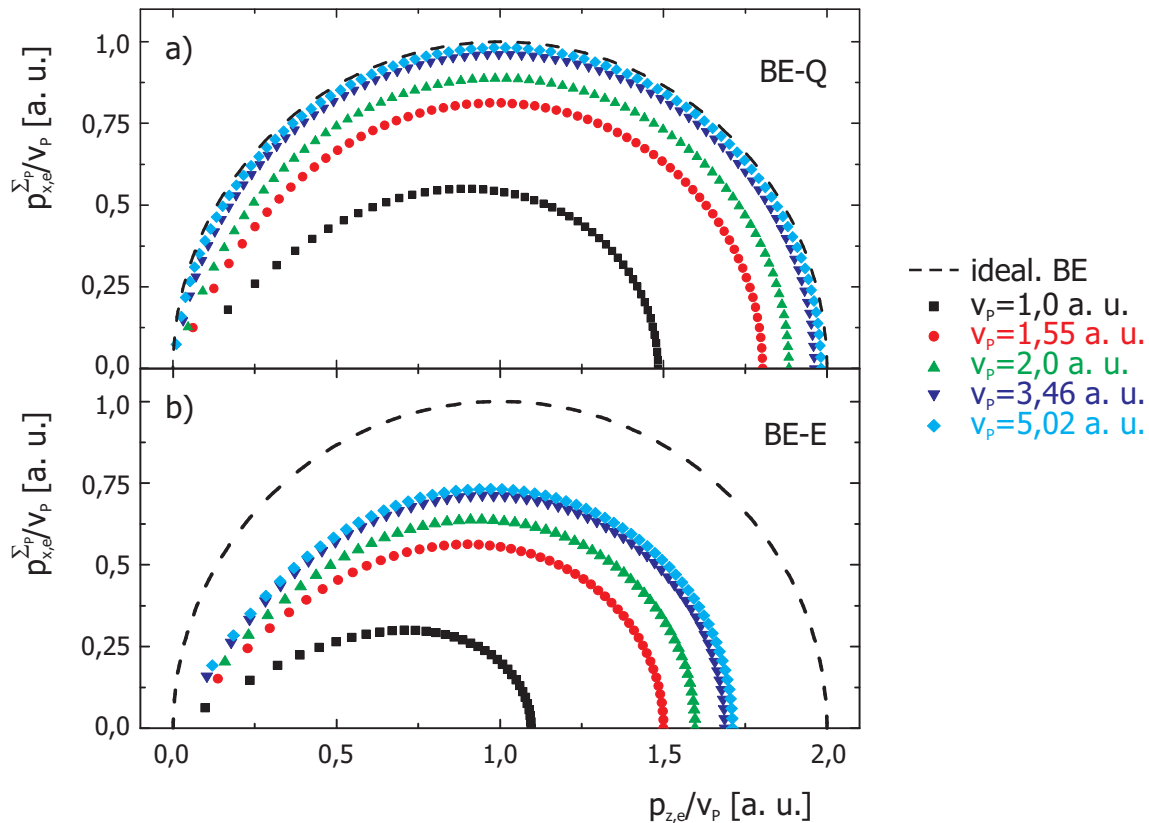 a)
BE-Q
1,0
0,75
0,5
0,25
0,0
p_{x,e}^{Σ_P}/v_P [a. u.]
b)
BE-E
1,0
0,75
0,5
0,25
0,0
p_{x,e}^{Σ_P}/v_P [a. u.]
0,0 0,5 1,0 1,5 2,0
p_{z,e}/v_P [a. u.]
ideal. BE
v_P=1,0 a. u.
v_P=1,55 a. u.
v_P=2,0 a. u.
v_P=3,46 a. u.
v_P=5,02 a. u.